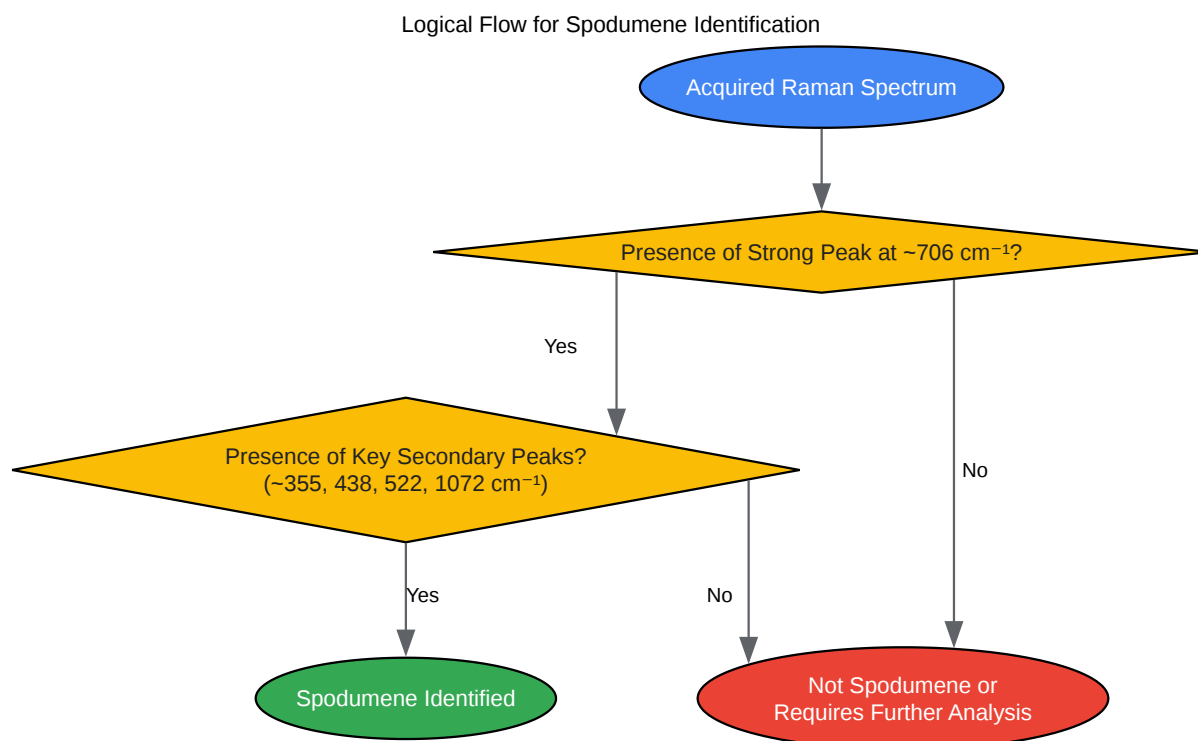 Logical Flow for Spodumene Identification
Acquired Raman Spectrum
Presence of Strong Peak at ~706 cm⁻¹?
Yes
Presence of Key Secondary Peaks?
(~355, 438, 522, 1072 cm⁻¹)
No
Yes
No
Spodumene Identified
Not Spodumene or
Requires Further Analysis